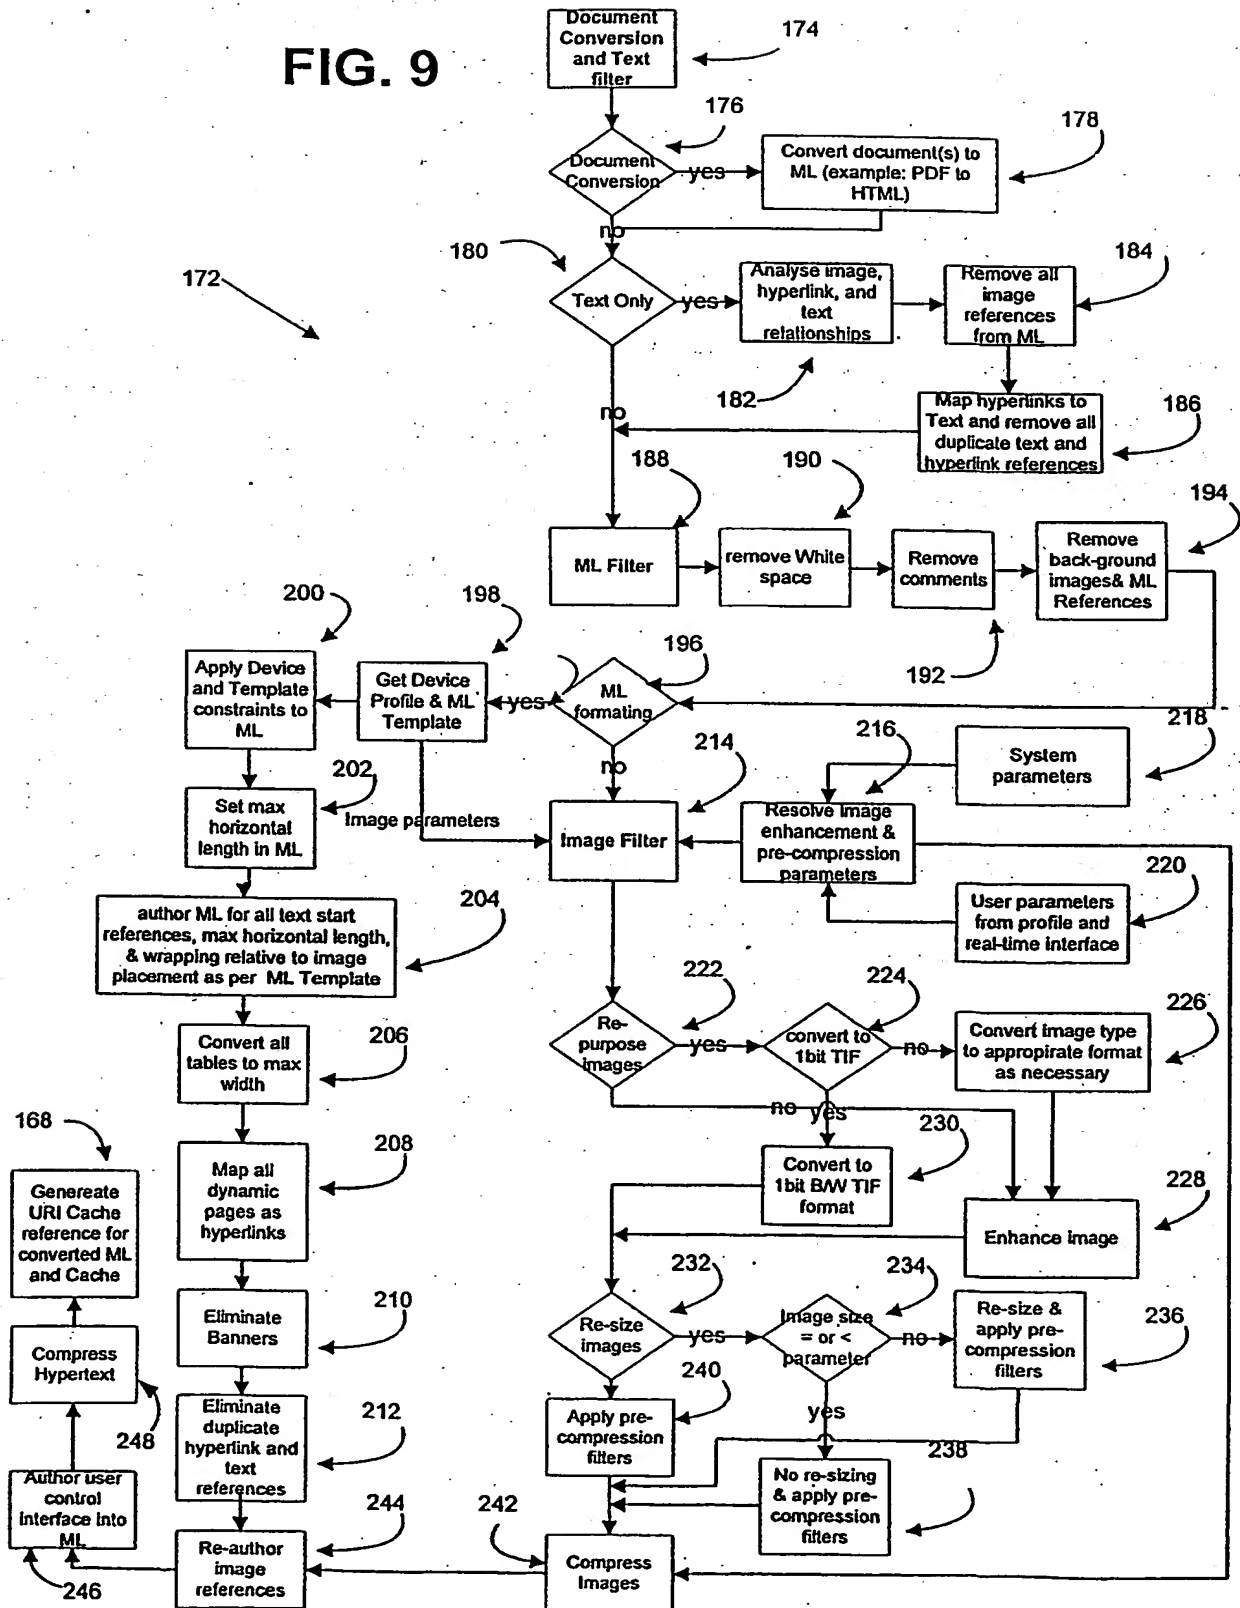 FIG. 9
Document
Conversion
and Text
filter
174
176
Document
Conversion
yes
Convert document(s) to
ML (example: PDF to
HTML)
178
no
180
172
Text Only
yes
Analyse image,
hyperlink, and
text
relationships
Remove all
image
references
from ML
184
182
no
Map hyperlinks to
Text and remove all
duplicate text and
hyperlink references
186
188
190
194
ML Filter
remove White
space
Remove
comments
Remove
back-ground
images& ML
References
192
200
198
196
Apply Device
and Template
constraints to
ML
Get Device
Profile & ML
Template
yes
ML
formating
no
214
216
218
System
parameters
202
Set max
horizontal
length in ML
Image parameters
Image Filter
Resolve image
enhancement &
pre-compression
parameters
220
User parameters
from profile and
real-time interface
author ML for all text start
references, max horizontal length,
& wrapping relative to image
placement as per ML Template
204
222
224
226
Re-
purpose
images
yes
convert to
1bit TIF
no
Convert image type
to appropirate format
as necessary
Convert all
tables to max
width
206
no
yes
230
168
208
Map all
dynamic
pages as
hyperlinks
Convert to
1bit B/W TIF
format
228
Enhance image
Genereate
URI Cache
reference for
converted ML
and Cache
232
234
236
Eliminate
Banners
210
Re-size
images
yes
Image size
= or <
parameter
no
Re-size &
apply pre-
compression
filters
Compress
Hypertext
248
240
yes
Eliminate
duplicate
hyperlink and
text
references
212
Apply pre-
compression
filters
238
No re-sizing
& apply pre-
compression
filters
Author user
control
interface into
ML
246
244
242
Re-author
image
references
Compress
Images